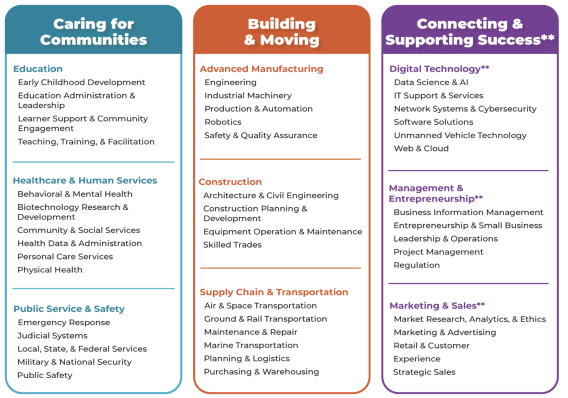 Caring for
Communities
Education
Early Childhood Development
Education Administration &
Leadership
Learner Support & Community
Engagement
Teaching, Training, & Facilitation
Healthcare & Human Services
Behavioral & Mental Health
Biotechnology Research &
Development
Community & Social Services
Health Data & Administration
Personal Care Services
Physical Health
Public Service & Safety
Emergency Response
Judicial Systems
Local, State, & Federal Services
Military & National Security
Public Safety
Building
& Moving
Advanced Manufacturing
Engineering
Industrial Machinery
Production & Automation
Robotics
Safety & Quality Assurance
Construction
Architecture & Civil Engineering
Construction Planning &
Development
Equipment Operation & Maintenance
Skilled Trades
Supply Chain & Transportation
Air & Space Transportation
Ground & Rail Transportation
Maintenance & Repair
Marine Transportation
Planning & Logistics
Purchasing & Warehousing
Connecting &
Supporting Success**
Digital Technology**
Data Science & AI
IT Support & Services
Network Systems & Cybersecurity
Software Solutions
Unmanned Vehicle Technology
Web & Cloud
Management &
Entrepreneurship**
Business Information Management
Entrepreneurship & Small Business
Leadership & Operations
Project Management
Regulation
Marketing & Sales**
Market Research, Analytics, & Ethics
Marketing & Advertising
Retail & Customer
Experience
Strategic Sales